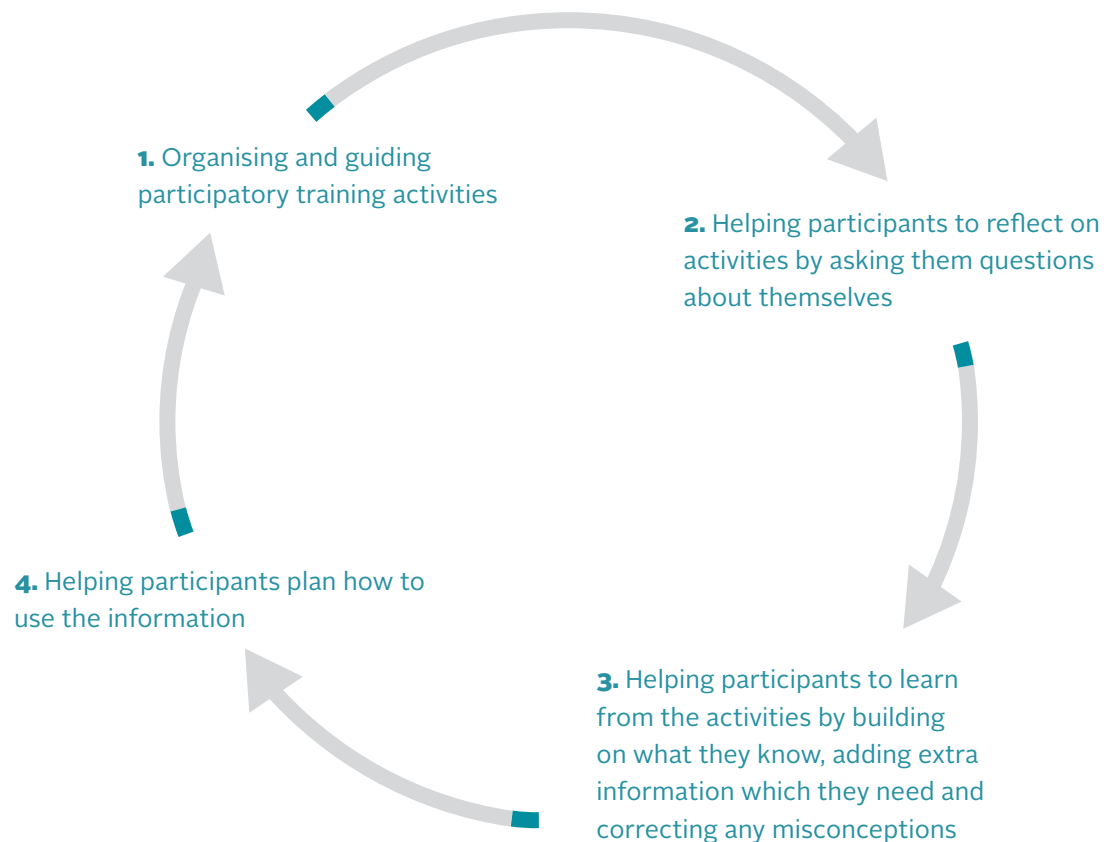 1. Organising and guiding
participatory training activities
2. Helping participants to reflect on
activities by asking them questions
about themselves
3. Helping participants to learn
from the activities by building
on what they know, adding extra
information which they need and
correcting any misconceptions
4. Helping participants plan how to
use the information